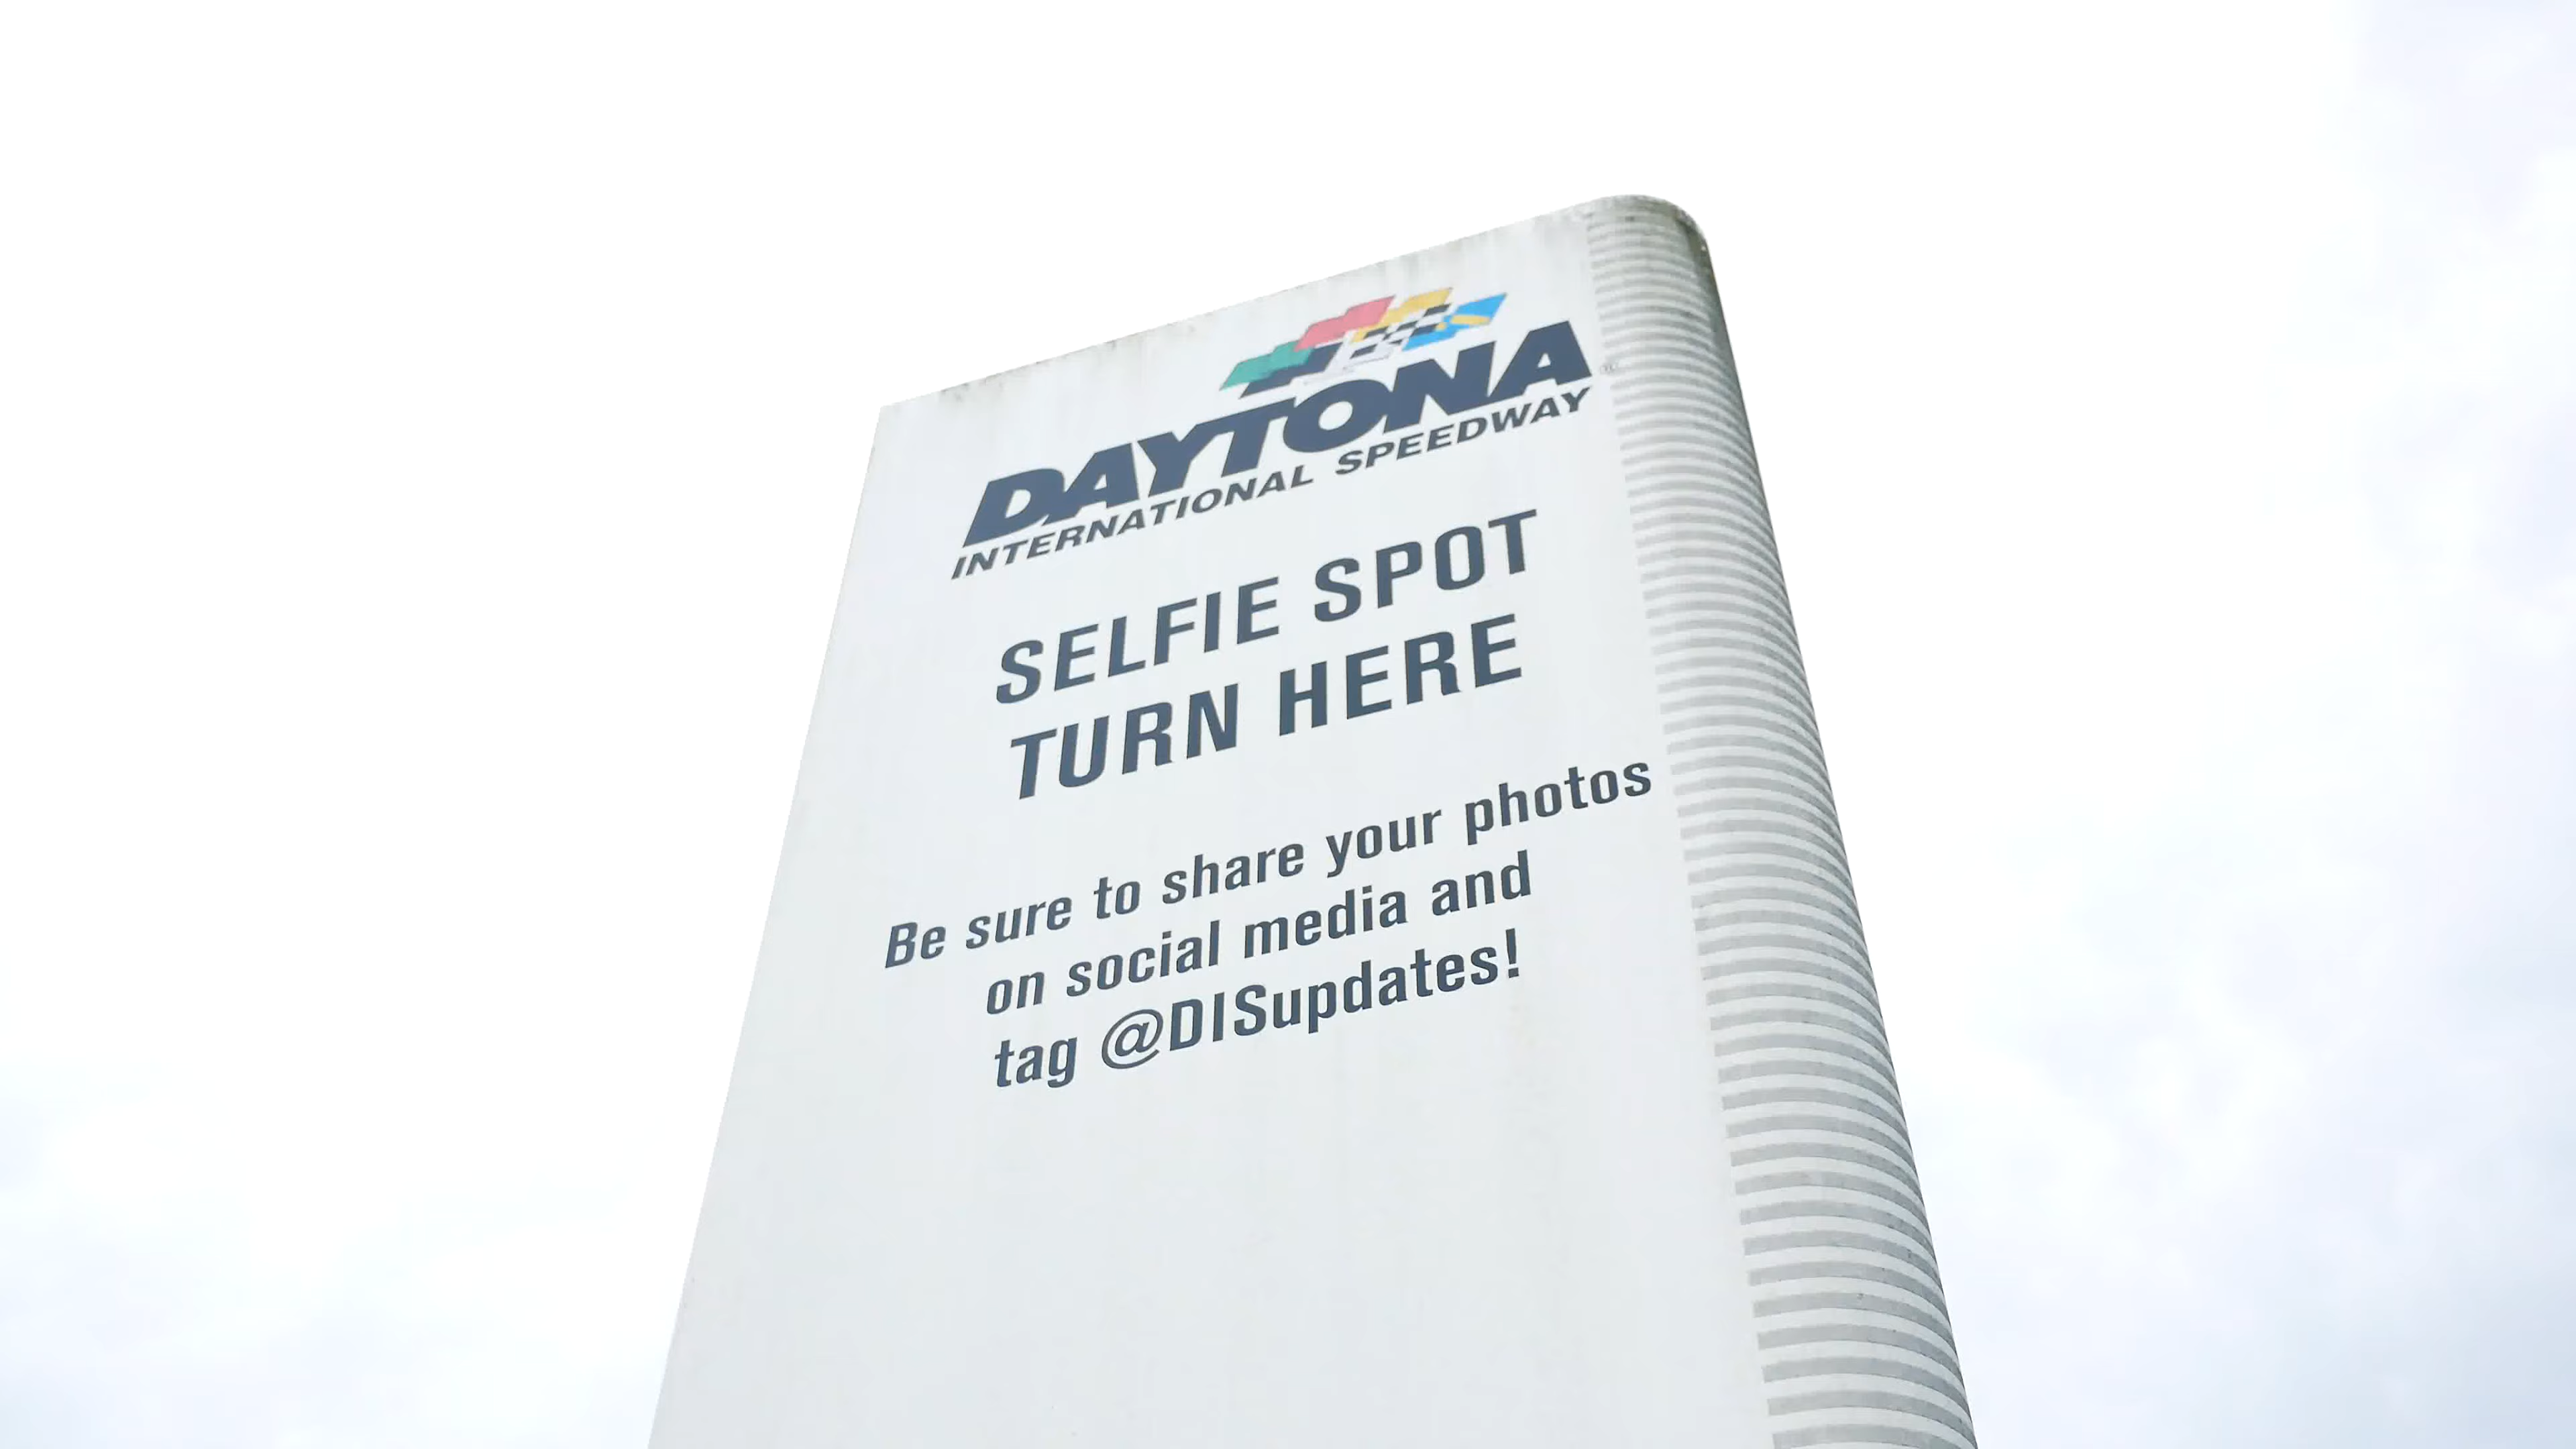 DAYTONA
INTERNATIONAL SPEEDWAY
SELFIE SPOT
TURN HERE
Be sure to share your photos
on social media and
tag @DISupdates!